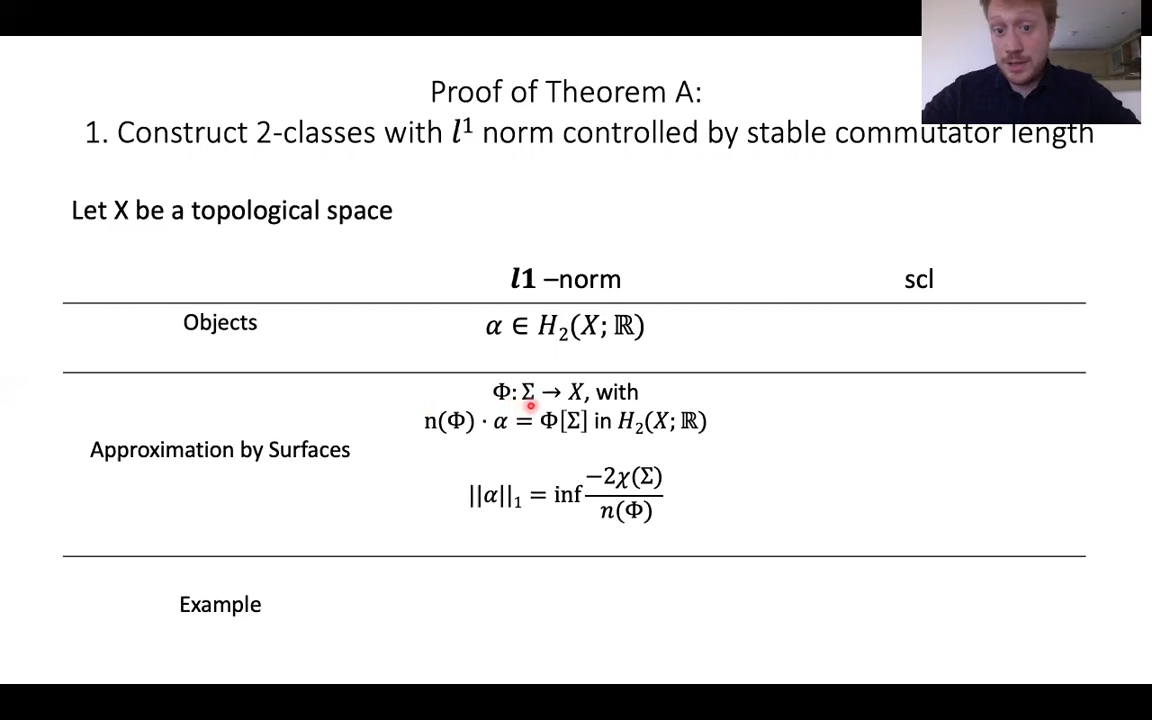 Proof of Theorem A:
1. Construct 2-classes with l¹ norm controlled by stable commutator length
Let X be a topological space
l1 –norm
scl
Objects
α ∈ H₂(X; ℝ)
Φ: Σ → X, with
n(Φ) · α = Φ[Σ] in H₂(X; ℝ)
Approximation by Surfaces
||α||₁ = inf −2χ(Σ) / n(Φ)
Example